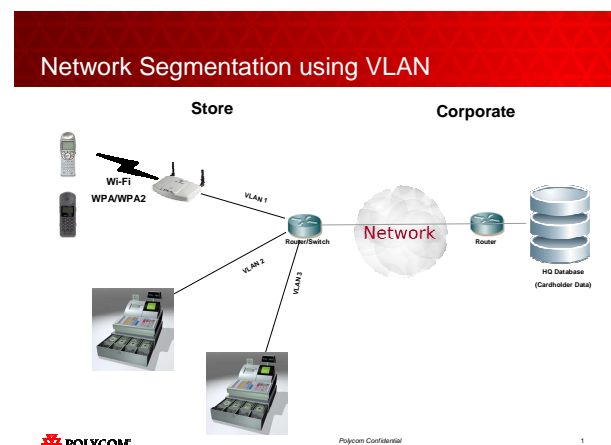 Network Segmentation using VLAN
Store
Corporate
Wi-Fi
WPA/WPA2
VLAN 1
Router/Switch
Network
Router
VLAN 2
VLAN 3
HQ Database
(Cardholder Data)
POLYCOM
Polycom Confidential
1